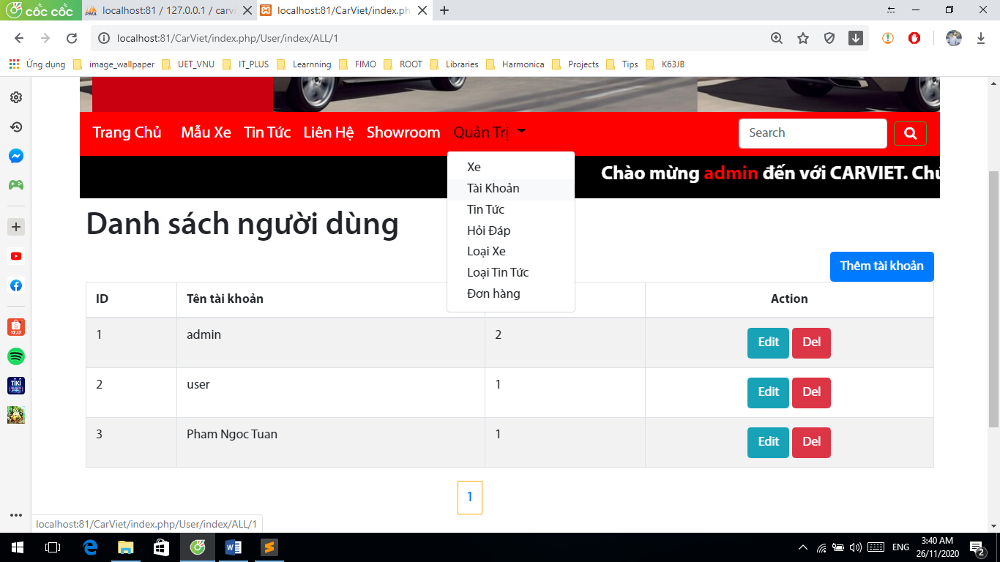 cốc cốc
localhost:81 / 127.0.0.1 / carvi
localhost:81/CarViet/index.ph
localhost:81/CarViet/index.php/User/index/ALL/1
Ứng dụng image_wallpaper UET_VNU IT_PLUS Learnning FIMO ROOT Libraries Harmonica Projects Tips K63JB
Trang Chủ Mẫu Xe Tin Tức Liên Hệ Showroom Quản Trị Search
Chào mừng admin đến với CARVIET. Chú
Xe
Tài Khoản
Tin Tức
Hỏi Đáp
Loại Xe
Loại Tin Tức
Đơn hàng
Danh sách người dùng
Thêm tài khoản
ID Tên tài khoản Action
1 admin 2 Edit Del
2 user 1 Edit Del
3 Pham Ngoc Tuan 1 Edit Del
1
localhost:81/CarViet/index.php/User/index/ALL/1
ENG 3:40 AM
26/11/2020
2